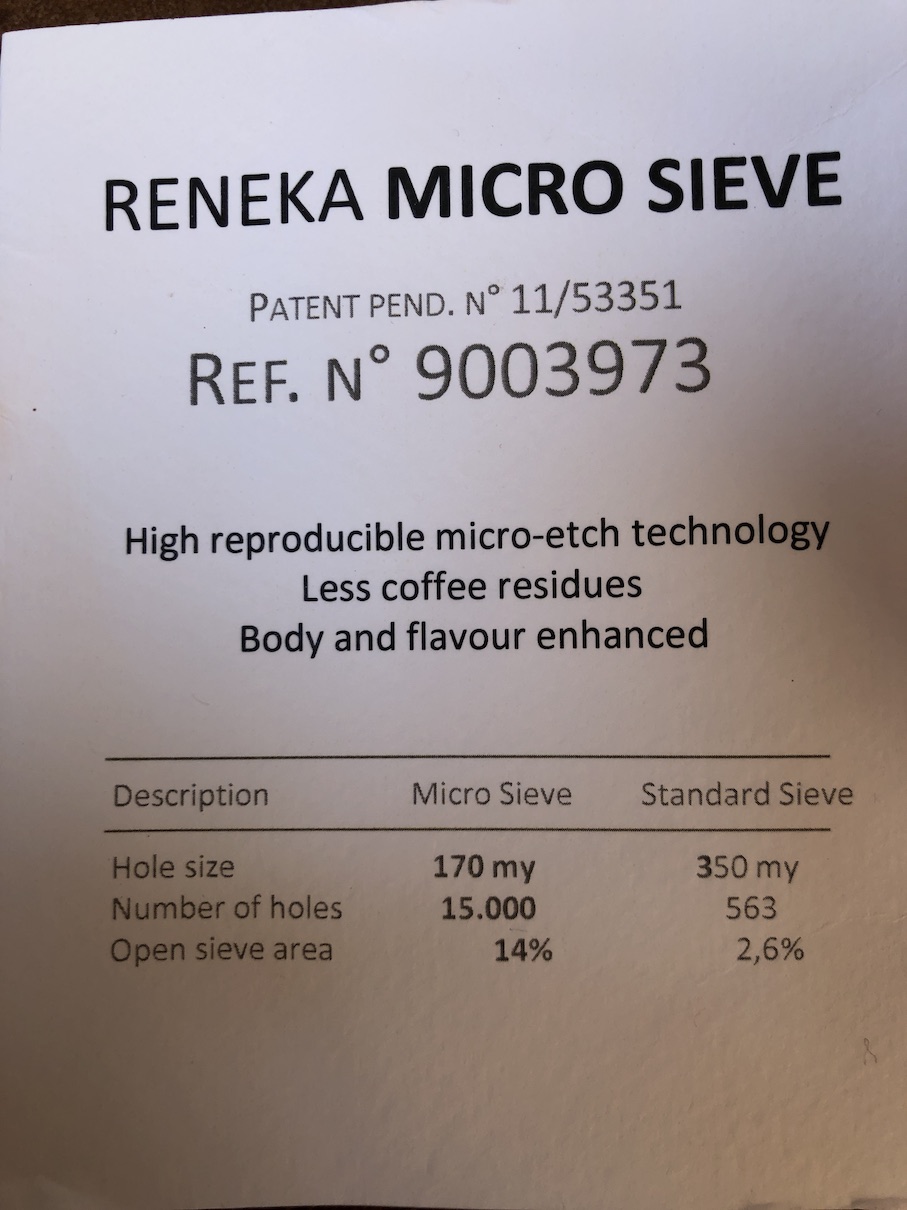 RENEKA MICRO SIEVE
PATENT PEND. N° 11/53351
REF. N° 9003973
High reproducible micro-etch technology
Less coffee residues
Body and flavour enhanced
Description Micro Sieve Standard Sieve
Hole size 170 my 350 my
Number of holes 15.000 563
Open sieve area 14% 2,6%